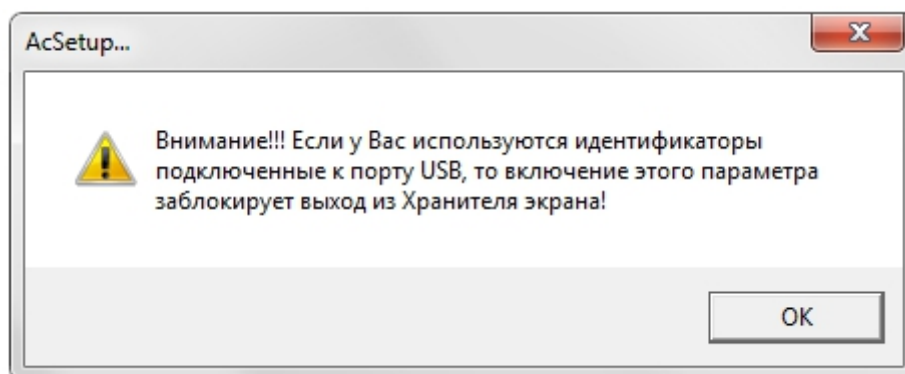 AcSetup...
Внимание!!! Если у Вас используются идентификаторы
подключенные к порту USB, то включение этого параметра
заблокирует выход из Хранителя экрана!
OK